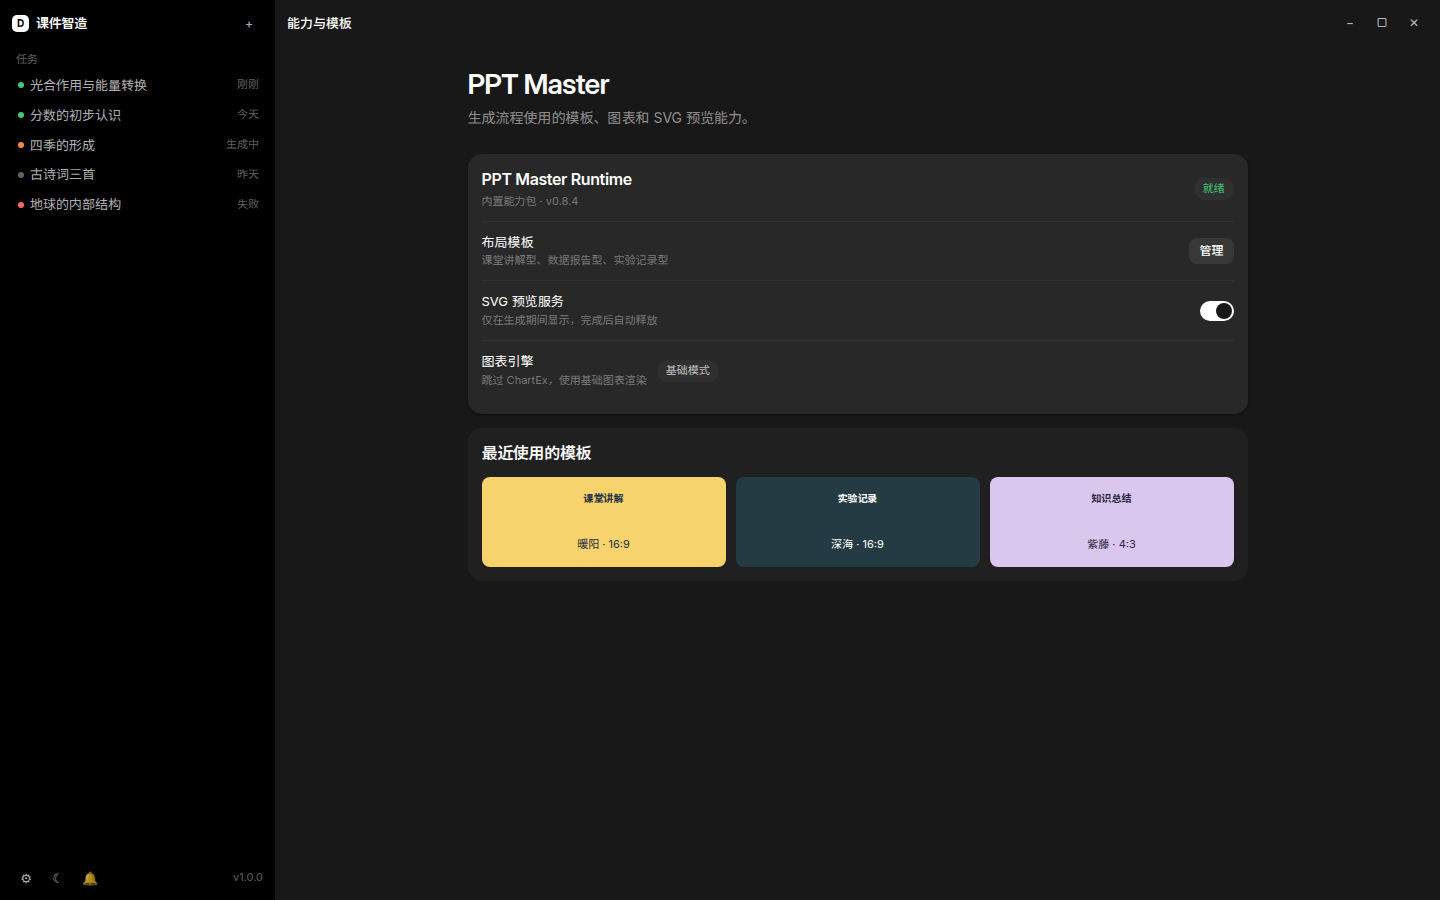 D 课件智造 +
任务
光合作用与能量转换 刚刚
分数的初步认识 今天
四季的形成 生成中
古诗词三首 昨天
地球的内部结构 失败
v1.0.0
能力与模板
PPT Master
生成流程使用的模板、图表和 SVG 预览能力。
PPT Master Runtime
内置能力包 · v0.8.4
就绪
布局模板
课堂讲解型、数据报告型、实验记录型
管理
SVG 预览服务
仅在生成期间显示，完成后自动释放
图表引擎
跳过 ChartEx，使用基础图表渲染
基础模式
最近使用的模板
课堂讲解
暖阳 · 16:9
实验记录
深海 · 16:9
知识总结
紫藤 · 4:3